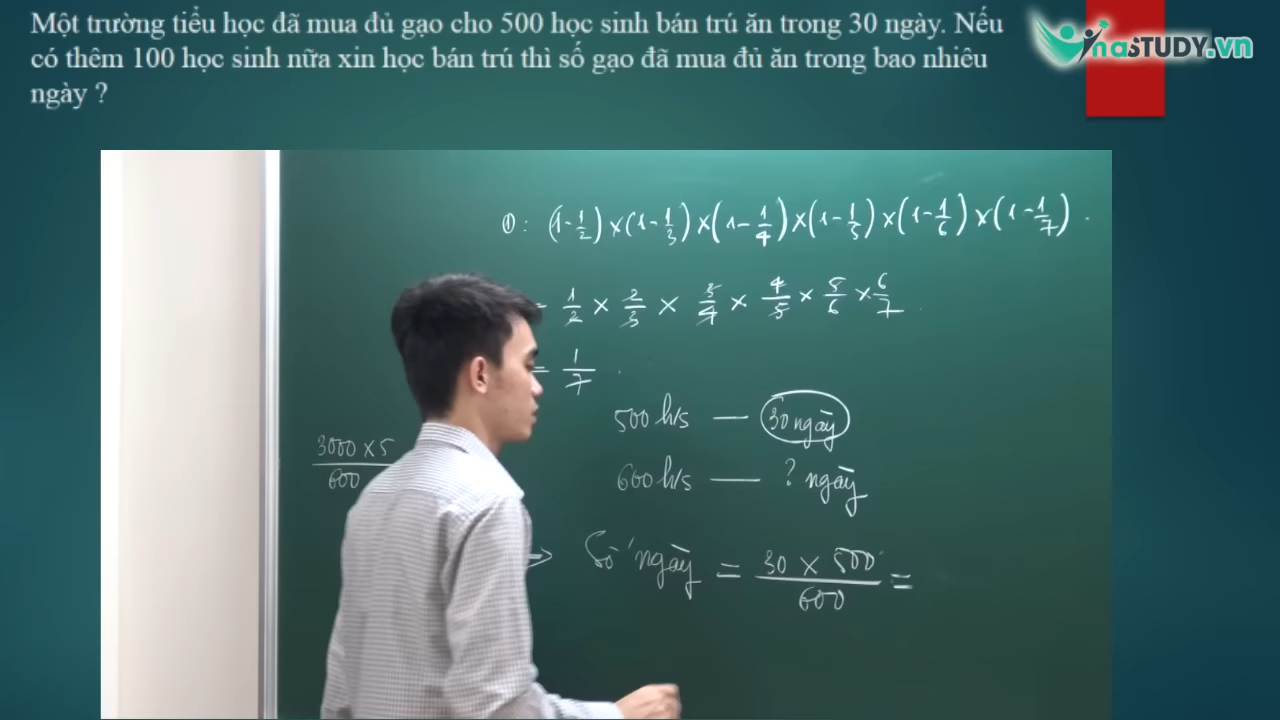 Một trường tiểu học đã mua đủ gạo cho 500 học sinh bán trú ăn trong 30 ngày. Nếu
có thêm 100 học sinh nữa xin học bán trú thì số gạo đã mua đủ ăn trong bao nhiêu
ngày ?
VinaSTUDY.vn
①: (1-1/2)×(1-1/3)×(1-1/4)×(1-1/5)×(1-1/6)×(1-1/7).
= 1/2 × 2/3 × 3/4 × 4/5 × 5/6 × 6/7.
= 1/7.
500 h/s — 30 ngày
3000 × 5 / 600
600 h/s — ? ngày
→ Số ngày = 30 × 500 / 600 =